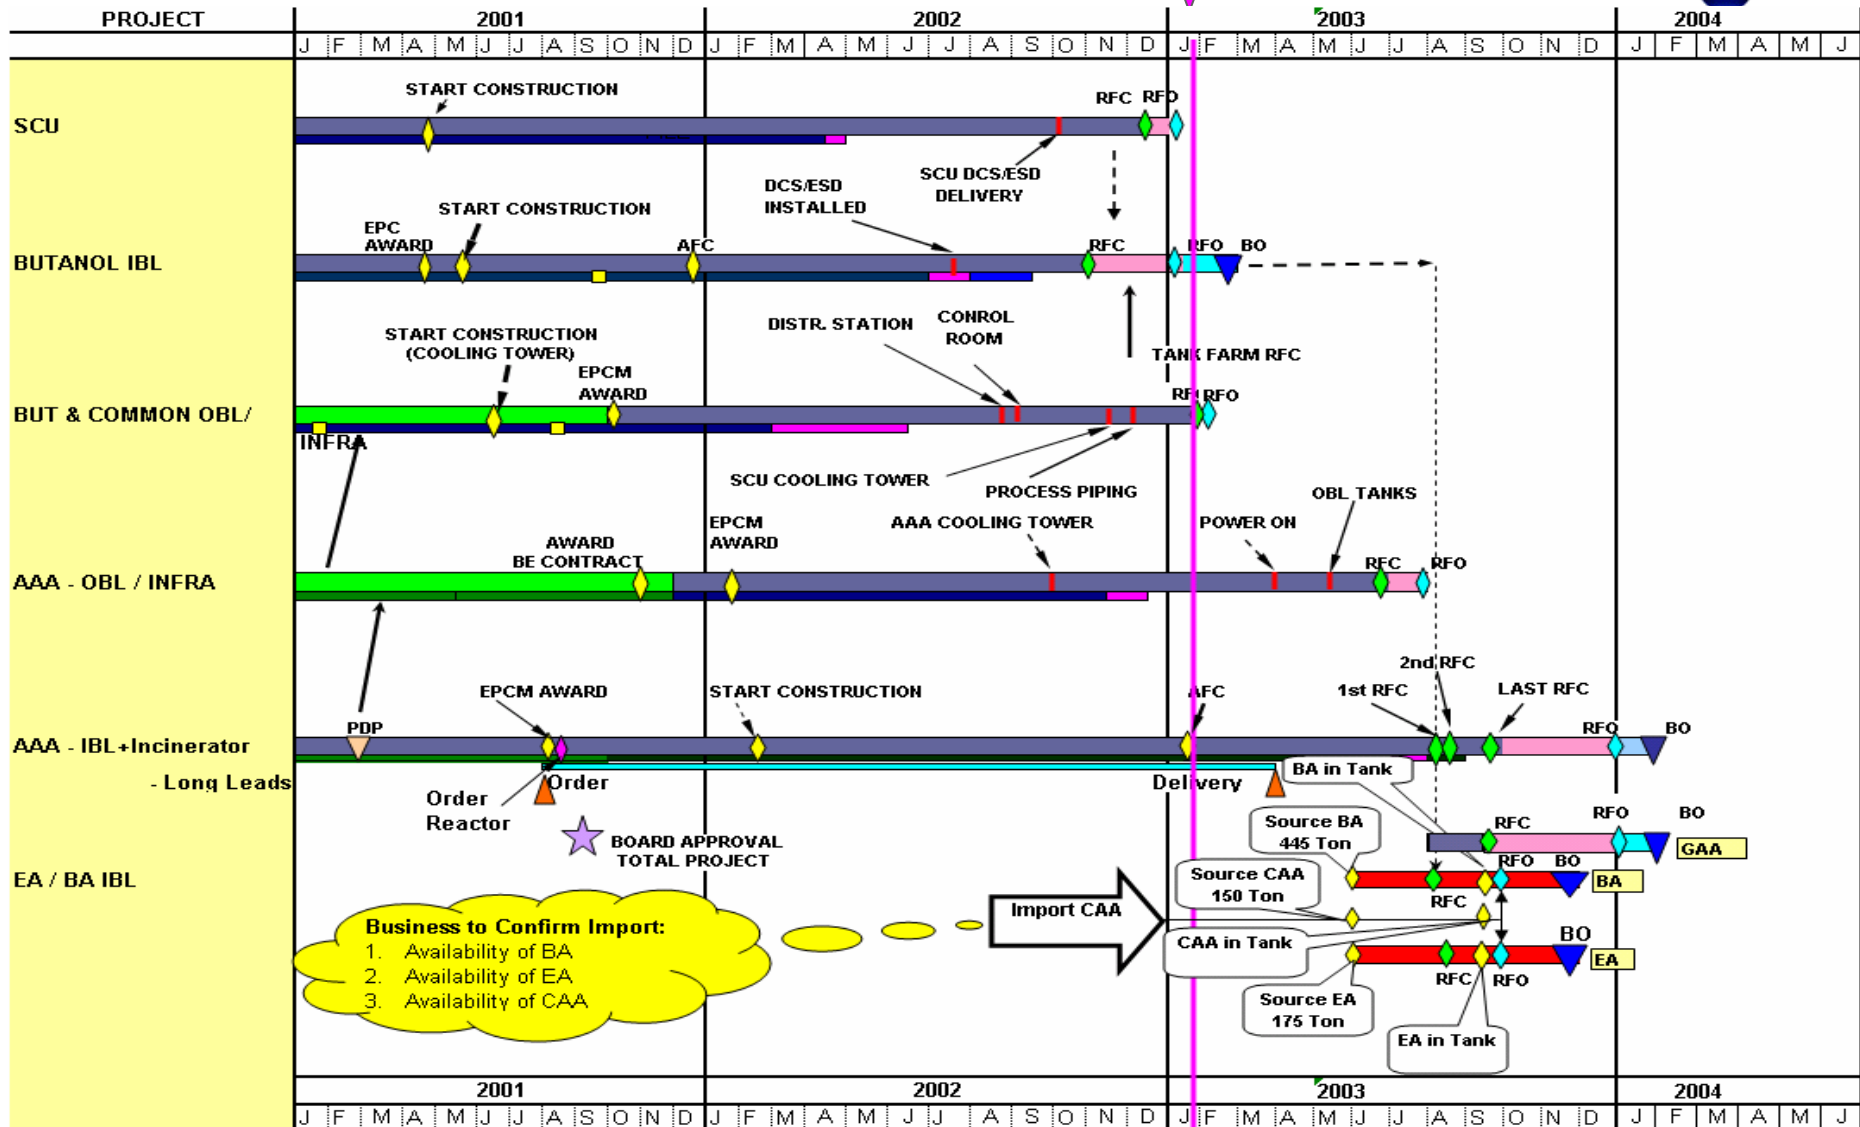 PROJECT 2001 2002 2003 2004
J F M A M J J A S O N D J F M A M J J A S O N D J F M A M J J A S O N D J F M A M J
START CONSTRUCTION
RFC RFO
SCU
SCU DCS/ESD
DELIVERY
DCS/ESD
INSTALLED
START CONSTRUCTION
EPC
AWARD
AFC
RFC
RFO
BO
BUTANOL IBL
START CONSTRUCTION
(COOLING TOWER)
EPCM
AWARD
DISTR. STATION
CONROL
ROOM
TANK FARM RFC
RFO
BUT & COMMON OBL/
INFRA
SCU COOLING TOWER
PROCESS PIPING
OBL TANKS
AWARD
BE CONTRACT
EPCM
AWARD
AAA COOLING TOWER
POWER ON
RFC
RFO
AAA - OBL / INFRA
2nd RFC
EPCM AWARD
START CONSTRUCTION
AFC
1st RFC
LAST RFC
PDP
RFO
BO
AAA - IBL+Incinerator
- Long Leads
Order
Delivery
BA in Tank
Order
Reactor
BOARD APPROVAL
TOTAL PROJECT
Source BA
445 Ton
RFC
RFO
BO
GAA
EA / BA IBL
Source CAA
150 Ton
RFO
BO
BA
RFC
Import CAA
CAA in Tank
BO
EA
RFC
RFO
Source EA
175 Ton
EA in Tank
Business to Confirm Import:
1. Availability of BA
2. Availability of EA
3. Availability of CAA
2001 2002 2003 2004
J F M A M J J A S O N D J F M A M J J A S O N D J F M A M J J A S O N D J F M A M J